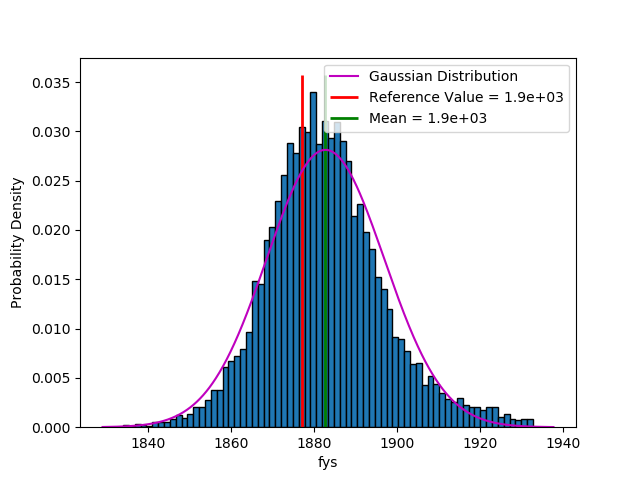 Gaussian Distribution
Reference Value = 1.9e+03
Mean = 1.9e+03
Probability Density
0.035
0.030
0.025
0.020
0.015
0.010
0.005
0.000
1840
1860
1880
1900
1920
1940
fys